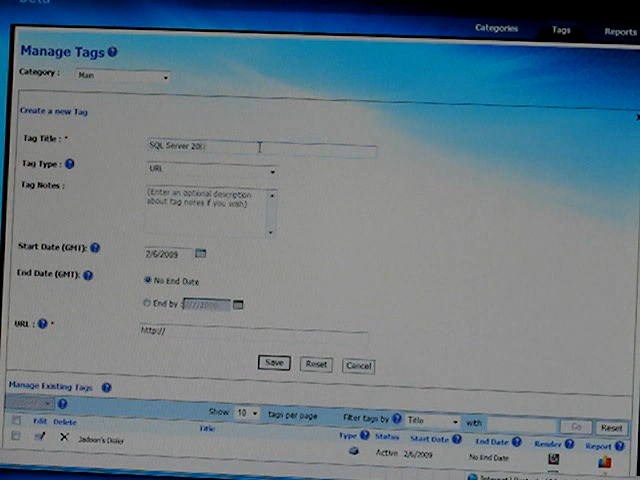 Beta
Categories Tags Reports
Manage Tags
Category : Main
Create a new Tag
Tag Title : * SQL Server 200
Tag Type : URL
Tag Notes : (Enter an optional description
about tag notes if you wish)
Start Date (GMT): 2/6/2009
End Date (GMT): No End Date
End by :
URL : * http://
Save Reset Cancel
Manage Existing Tags
Show 10 tags per page Filter tags by Title with Go Reset
Edit Delete Title Type Status Start Date End Date Render Report
Jadoon's Dialer Active 2/6/2009 No End Date
Internet